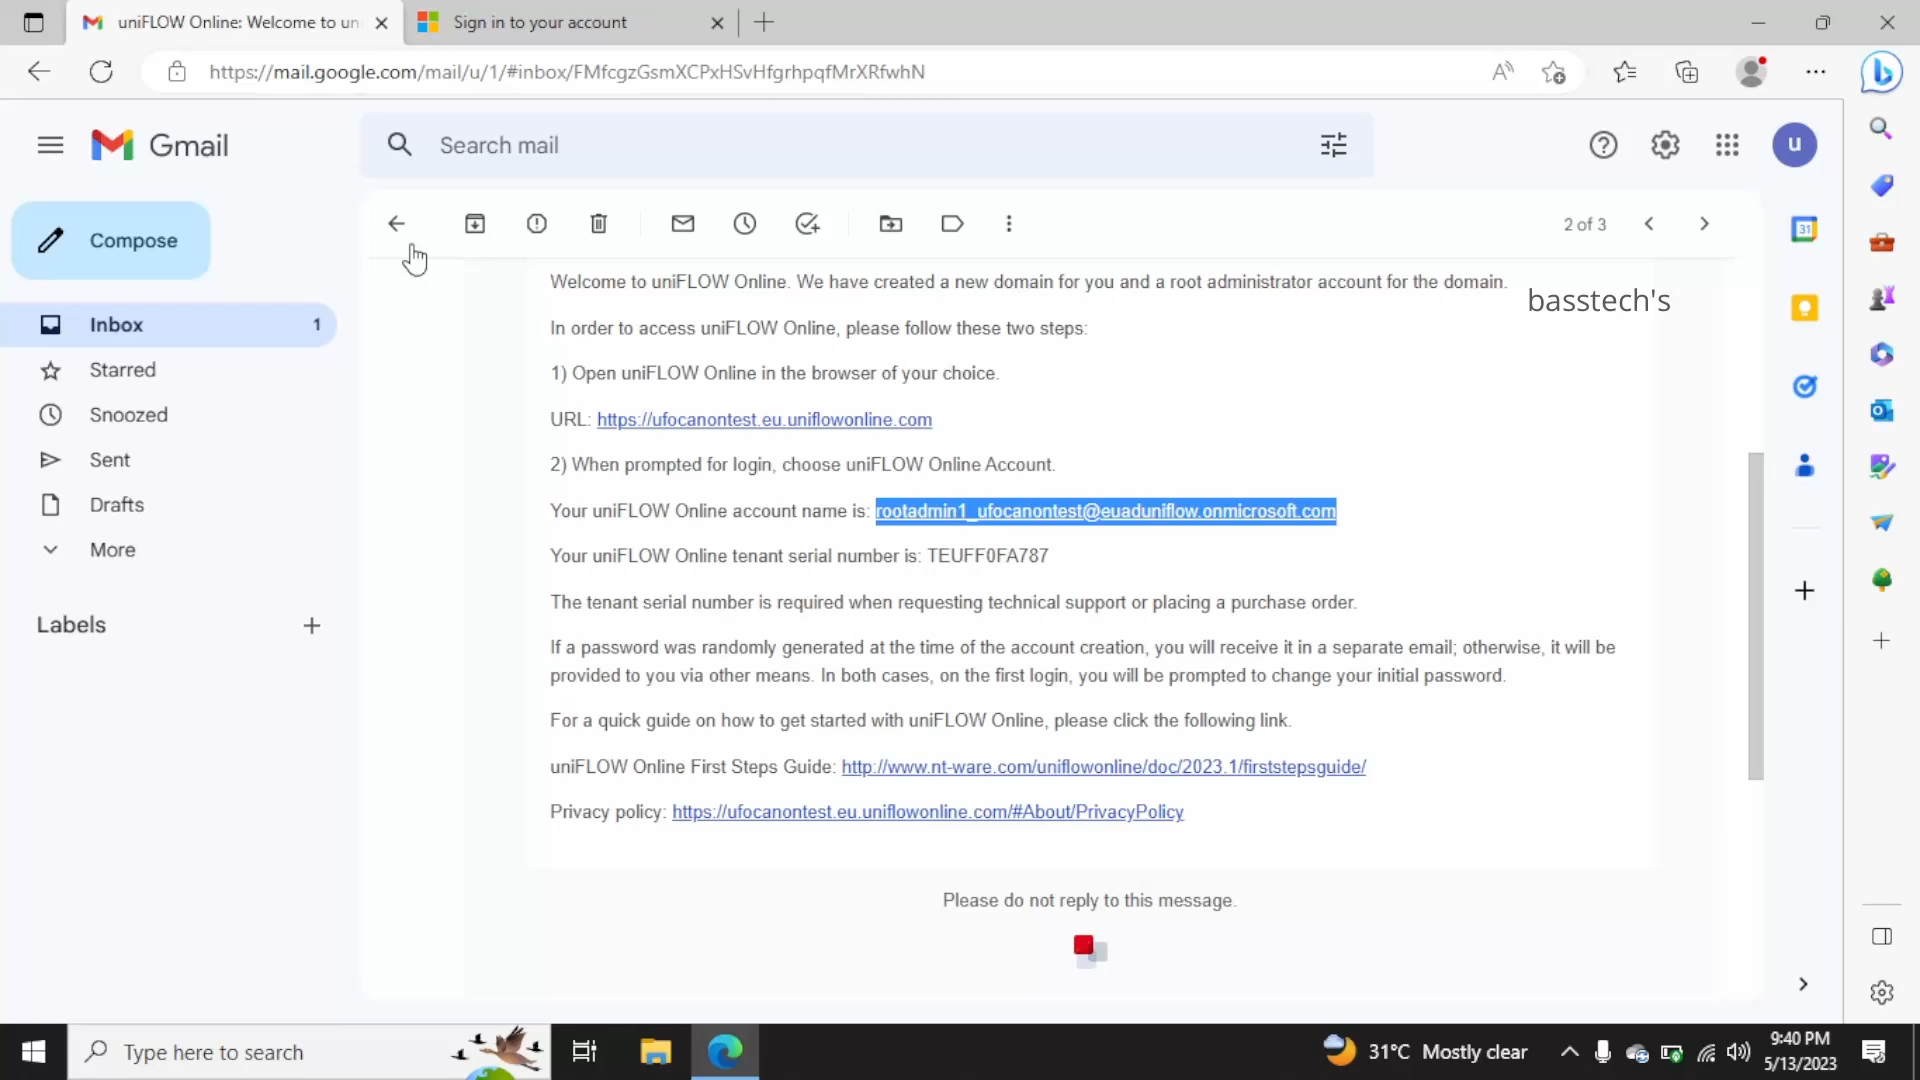 uniFLOW Online: Welcome to un
Sign in to your account
https://mail.google.com/mail/u/1/#inbox/FMfcgzGsmXCPxHSvHfgrhpqfMrXRfwhN
Gmail
Search mail
u
Compose
2 of 3
31
Inbox 1
Starred
Snoozed
Sent
Drafts
More
Labels
Welcome to uniFLOW Online. We have created a new domain for you and a root administrator account for the domain.
basstech's
In order to access uniFLOW Online, please follow these two steps:
1) Open uniFLOW Online in the browser of your choice.
URL: https://ufocanontest.eu.uniflowonline.com
2) When prompted for login, choose uniFLOW Online Account.
Your uniFLOW Online account name is: rootadmin1_ufocanontest@euaduniflow.onmicrosoft.com
Your uniFLOW Online tenant serial number is: TEUFF0FA787
The tenant serial number is required when requesting technical support or placing a purchase order.
If a password was randomly generated at the time of the account creation, you will receive it in a separate email; otherwise, it will be
provided to you via other means. In both cases, on the first login, you will be prompted to change your initial password.
For a quick guide on how to get started with uniFLOW Online, please click the following link.
uniFLOW Online First Steps Guide: http://www.nt-ware.com/uniflowonline/doc/2023.1/firststepsguide/
Privacy policy: https://ufocanontest.eu.uniflowonline.com/#About/PrivacyPolicy
Please do not reply to this message.
Type here to search
31°C Mostly clear
9:40 PM
5/13/2023